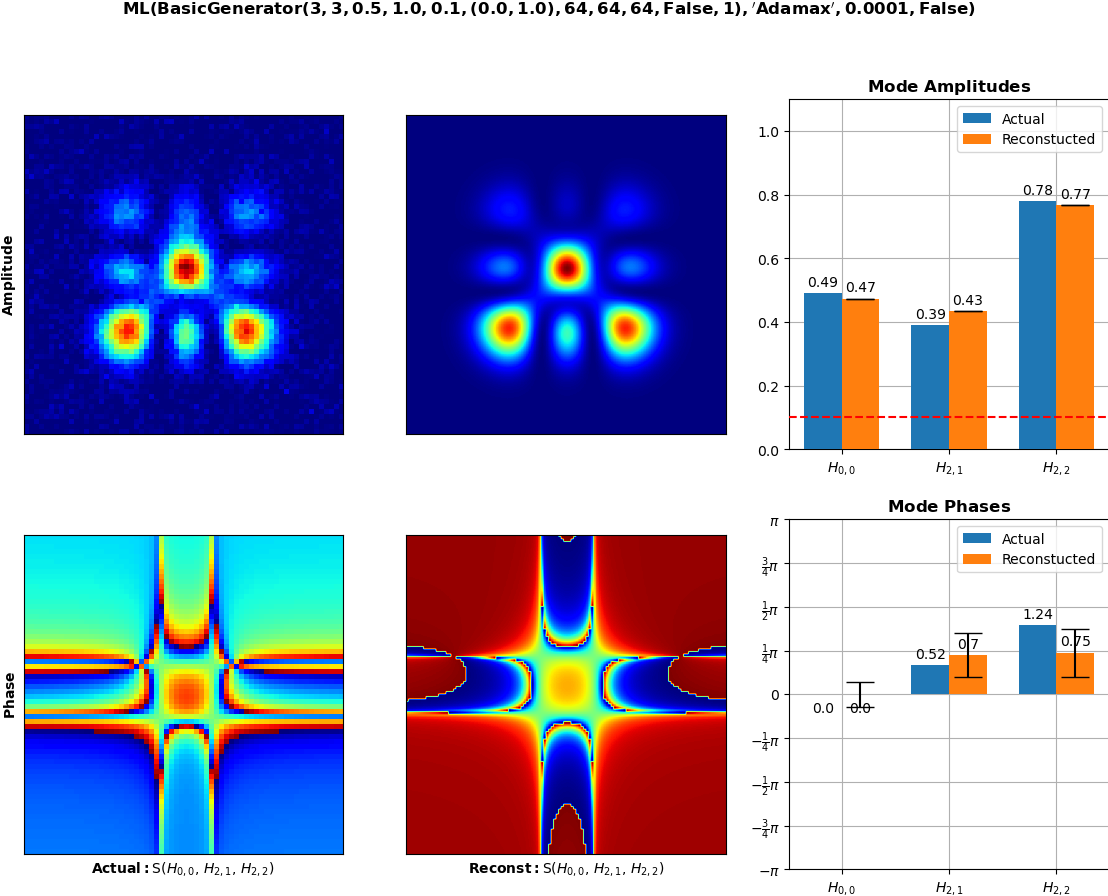 ML(BasicGenerator(3, 3, 0.5, 1.0, 0.1, (0.0, 1.0), 64, 64, 64, False, 1), ′Adamax′, 0.0001, False)
Amplitude
Mode Amplitudes
Actual
Reconstucted
1.0
0.8
0.6
0.4
0.2
0.0
0.49
0.47
0.39
0.43
0.78
0.77
H0,0
H2,1
H2,2
Phase
Actual: S(H0,0, H2,1, H2,2)
Reconst: S(H0,0, H2,1, H2,2)
Mode Phases
Actual
Reconstucted
π
3/4π
1/2π
1/4π
0
−1/4π
−1/2π
−3/4π
−π
0.0
0.0
0.52
0.7
1.24
0.75
H0,0
H2,1
H2,2